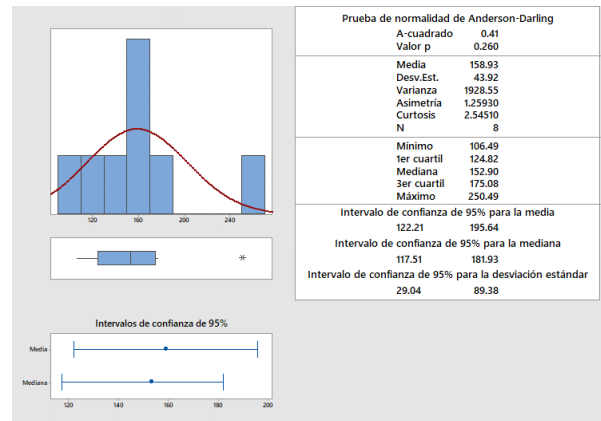 120 160 200 240
Intervalos de confianza de 95%
Media
Mediana
120 140 160 180 200
Prueba de normalidad de Anderson-Darling
A-cuadrado 0.41
Valor p 0.260
Media 158.93
Desv.Est. 43.92
Varianza 1928.55
Asimetría 1.25930
Curtosis 2.54510
N 8
Mínimo 106.49
1er cuartil 124.82
Mediana 152.90
3er cuartil 175.08
Máximo 250.49
Intervalo de confianza de 95% para la media
122.21 195.64
Intervalo de confianza de 95% para la mediana
117.51 181.93
Intervalo de confianza de 95% para la desviación estándar
29.04 89.38